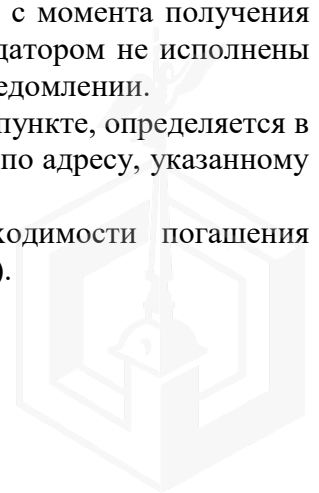 с момента получения
датором не исполнены
едомлении.
пункте, определяется в
по адресу, указанному
ходимости погашения
).